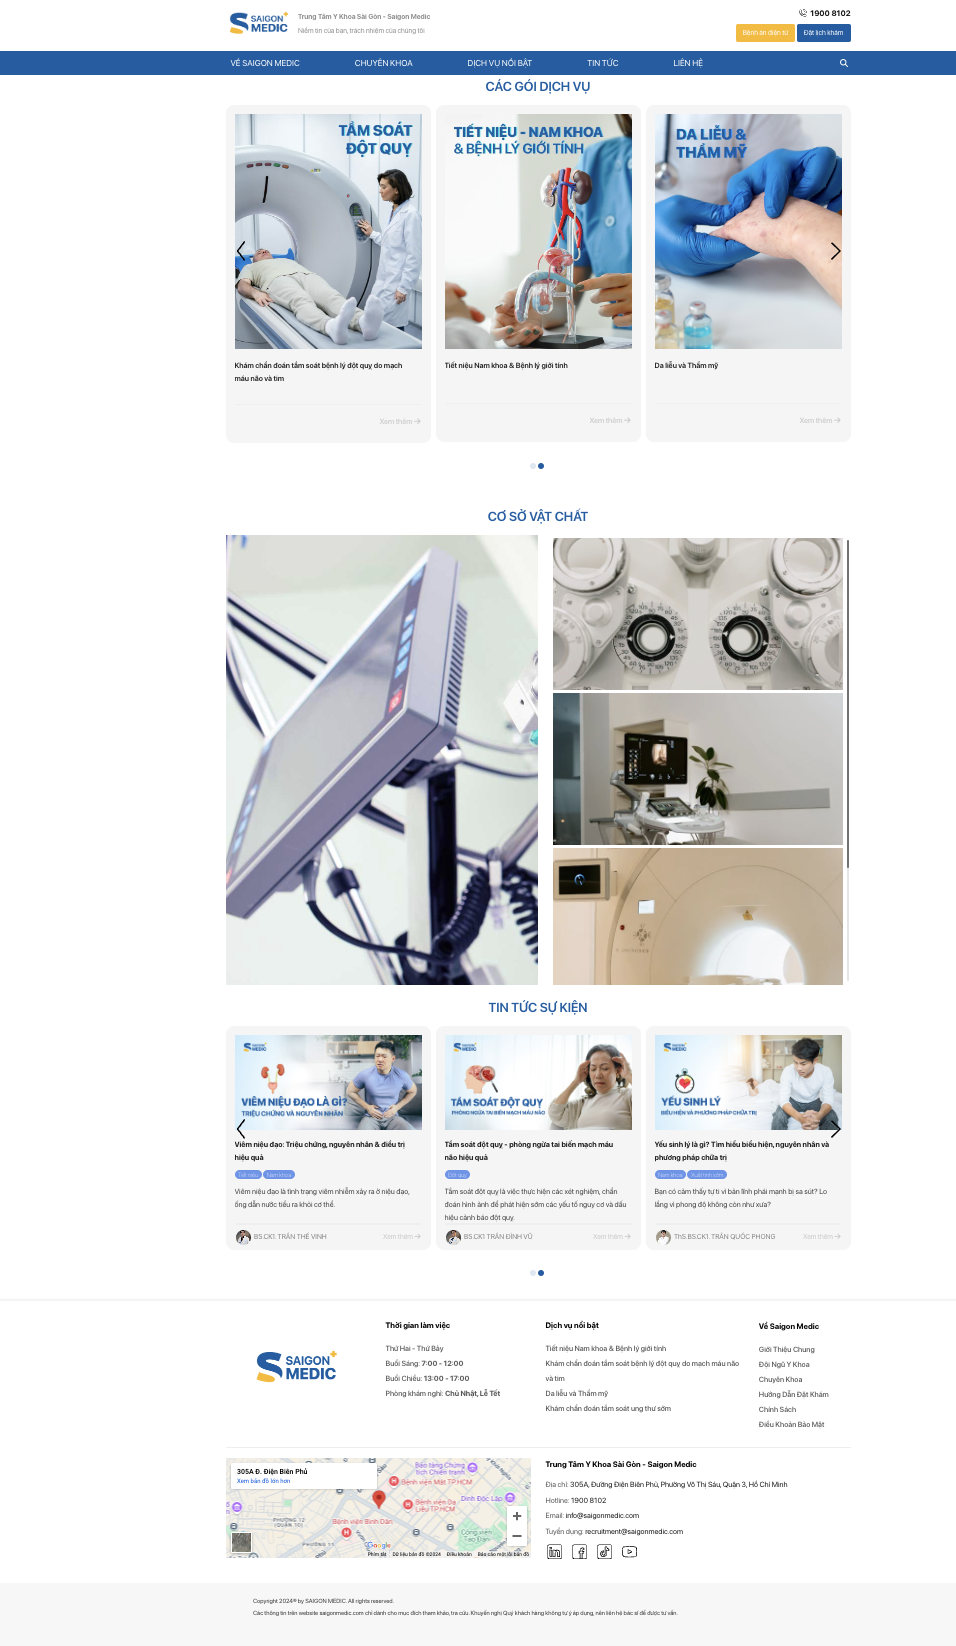 SAIGON MEDIC
Trung Tâm Y Khoa Sài Gòn - Saigon Medic
Niềm tin của bạn, trách nhiệm của chúng tôi
1900 8102
Bệnh án điện tử
Đặt lịch khám
VỀ SAIGON MEDIC
CHUYÊN KHOA
DỊCH VỤ NỔI BẬT
TIN TỨC
LIÊN HỆ
CÁC GÓI DỊCH VỤ
TẦM SOÁT
ĐỘT QUỴ
Khám chẩn đoán tầm soát bệnh lý đột quỵ do mạch
máu não và tim
Xem thêm
TIẾT NIỆU - NAM KHOA
& BỆNH LÝ GIỚI TÍNH
Tiết niệu Nam khoa & Bệnh lý giới tính
Xem thêm
DA LIỄU &
THẨM MỸ
Da liễu và Thẩm mỹ
Xem thêm
CƠ SỞ VẬT CHẤT
TIN TỨC SỰ KIỆN
SAIGON MEDIC
VIÊM NIỆU ĐẠO LÀ GÌ?
TRIỆU CHỨNG VÀ NGUYÊN NHÂN
Viêm niệu đạo: Triệu chứng, nguyên nhân & điều trị
hiệu quả
Tiết niệu
Nam khoa
Viêm niệu đạo là tình trạng viêm nhiễm xảy ra ở niệu đạo,
ống dẫn nước tiểu ra khỏi cơ thể.
BS.CK1. TRẦN THẾ VINH
Xem thêm
SAIGON MEDIC
TẦM SOÁT ĐỘT QUỴ
PHÒNG NGỪA TAI BIẾN MẠCH MÁU NÃO
Tầm soát đột quỵ - phòng ngừa tai biến mạch máu
não hiệu quả
Đột quỵ
Tầm soát đột quỵ là việc thực hiện các xét nghiệm, chẩn
đoán hình ảnh để phát hiện sớm các yếu tố nguy cơ và dấu
hiệu cảnh báo đột quỵ.
BS.CK1 TRẦN ĐÌNH VŨ
Xem thêm
SAIGON MEDIC
YẾU SINH LÝ
BIỂU HIỆN VÀ PHƯƠNG PHÁP CHỮA TRỊ
Yếu sinh lý là gì? Tìm hiểu biểu hiện, nguyên nhân và
phương pháp chữa trị
Nam khoa
Xuất tinh sớm
Bạn có cảm thấy tự ti vì bản lĩnh phái mạnh bị sa sút? Lo
lắng vì phong độ không còn như xưa?
ThS.BS.CK1. TRẦN QUỐC PHONG
Xem thêm
SAIGON MEDIC
Thời gian làm việc
Thứ Hai - Thứ Bảy
Buổi Sáng: 7:00 - 12:00
Buổi Chiều: 13:00 - 17:00
Phòng khám nghỉ: Chủ Nhật, Lễ Tết
Dịch vụ nổi bật
Tiết niệu Nam khoa & Bệnh lý giới tính
Khám chẩn đoán tầm soát bệnh lý đột quỵ do mạch máu não
và tim
Da liễu và Thẩm mỹ
Khám chẩn đoán tầm soát ung thư sớm
Về Saigon Medic
Giới Thiệu Chung
Đội Ngũ Y Khoa
Chuyên Khoa
Hướng Dẫn Đặt Khám
Chính Sách
Điều Khoản Bảo Mật
305A Đ. Điện Biên Phủ
Xem bản đồ lớn hơn
Bảo tàng Chứng
tích Chiến tranh
Bệnh viện Mắt TP.HCM
Dinh Độc Lập
Bệnh viện Da
Liễu TP.HCM
Bệnh viện Bình Dân
PHƯỜNG 12
(QUẬN 10)
PHƯỜNG 11
Công viên
Tao Đàn
Google
Phím tắt
Dữ liệu bản đồ ©2024
Điều khoản
Báo cáo một lỗi bản đồ
Trung Tâm Y Khoa Sài Gòn - Saigon Medic
Địa chỉ: 305A, Đường Điện Biên Phủ, Phường Võ Thị Sáu, Quận 3, Hồ Chí Minh
Hotline: 1900 8102
Email: info@saigonmedic.com
Tuyển dụng: recruitment@saigonmedic.com
Copyright 2024® by SAIGON MEDIC. All rights reserved.
Các thông tin trên website saigonmedic.com chỉ dành cho mục đích tham khảo, tra cứu. Khuyến nghị Quý khách hàng không tự ý áp dụng, nên liên hệ bác sĩ để được tư vấn.